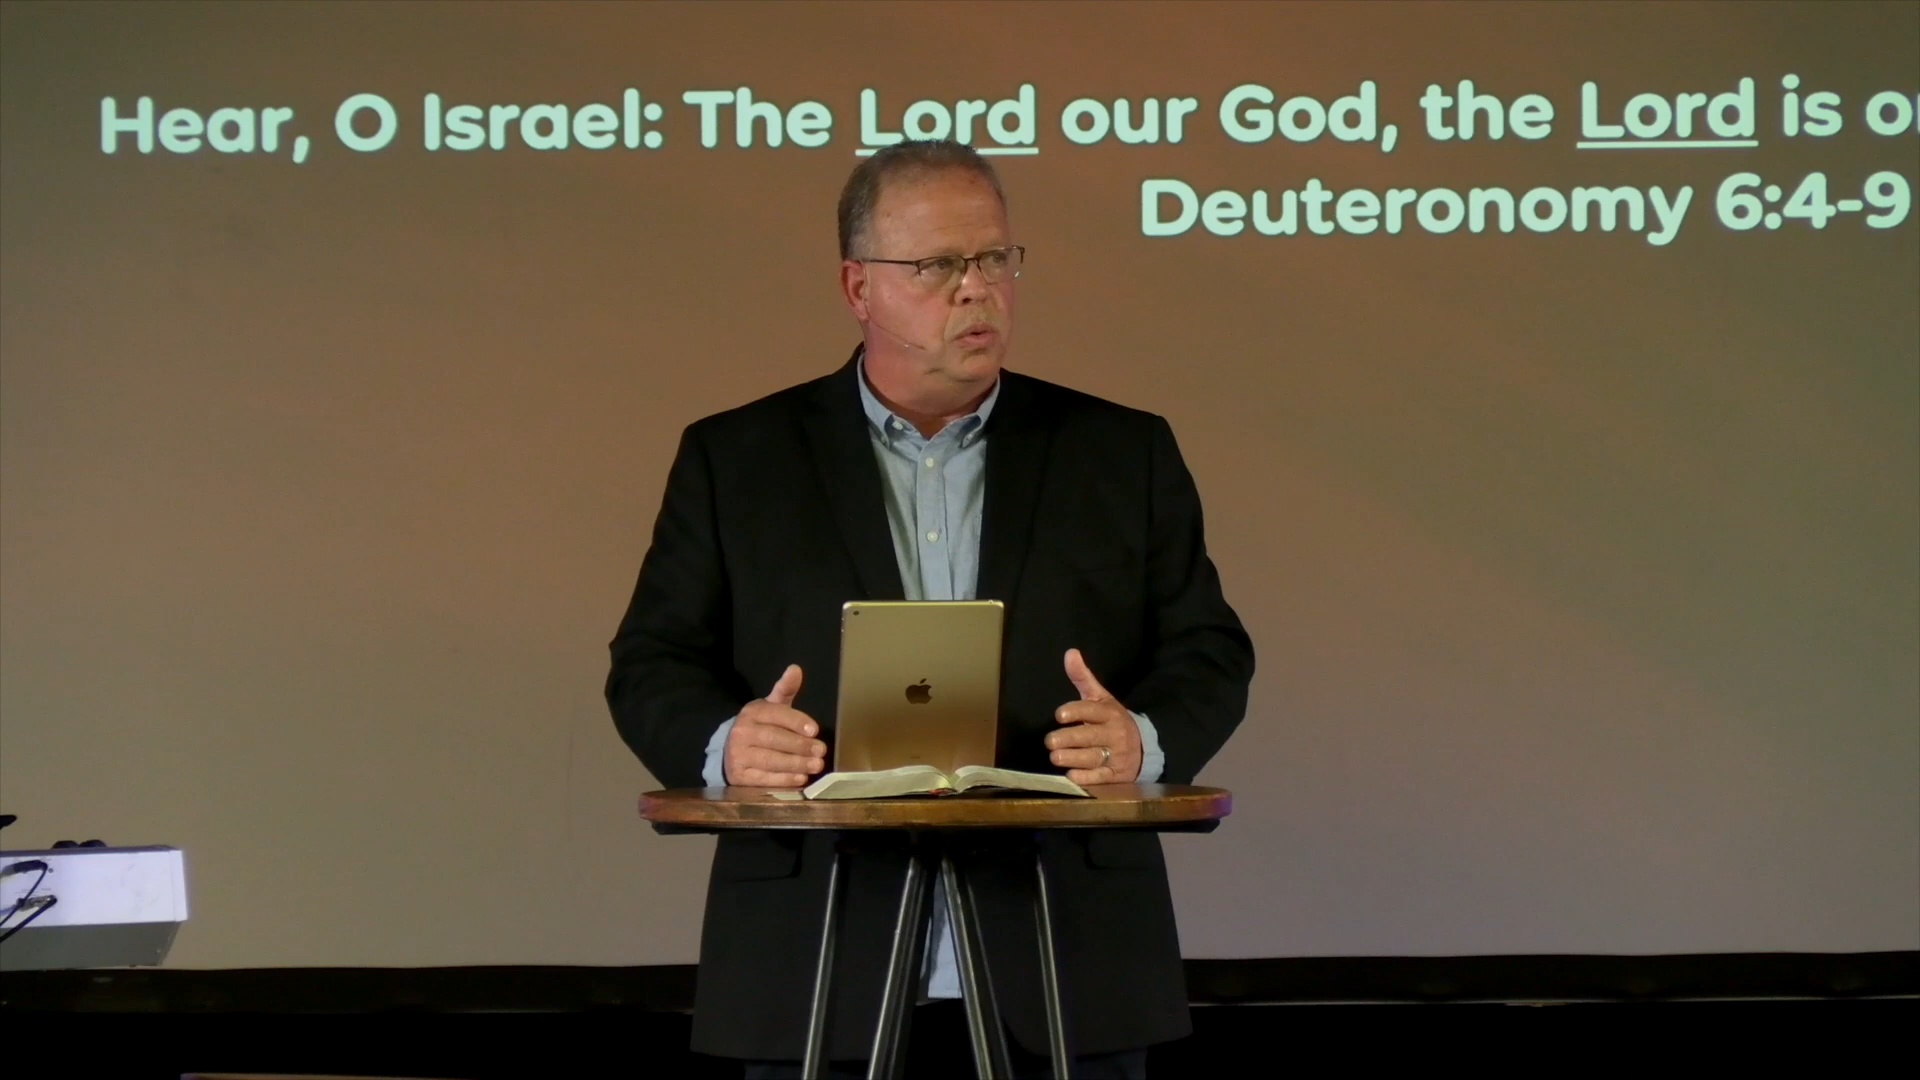 Hear, O Israel: The Lord our God, the Lord is
Deuteronomy 6:4-9